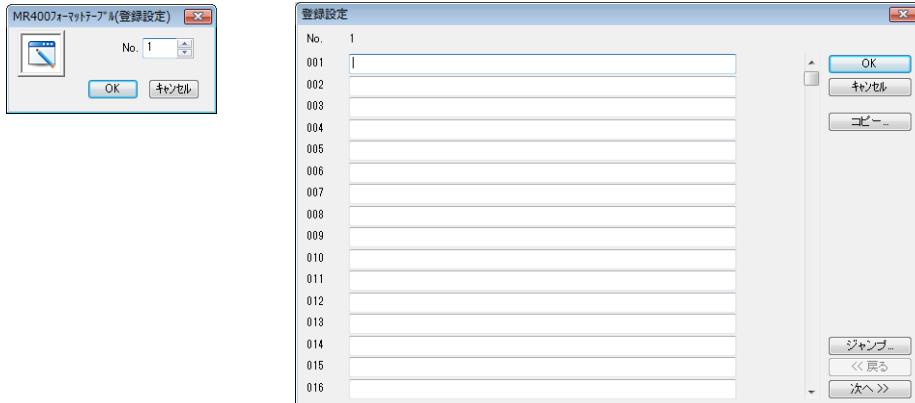 MR400ﾌｫｰﾏｯﾄﾃｰﾌﾞﾙ(登録設定)
No. 1
OK
ｷｬﾝｾﾙ
登録設定
No. 1
001
002
003
004
005
006
007
008
009
010
011
012
013
014
015
016
OK
ｷｬﾝｾﾙ
コピー...
ジャンプ...
<< 戻る
次へ >>